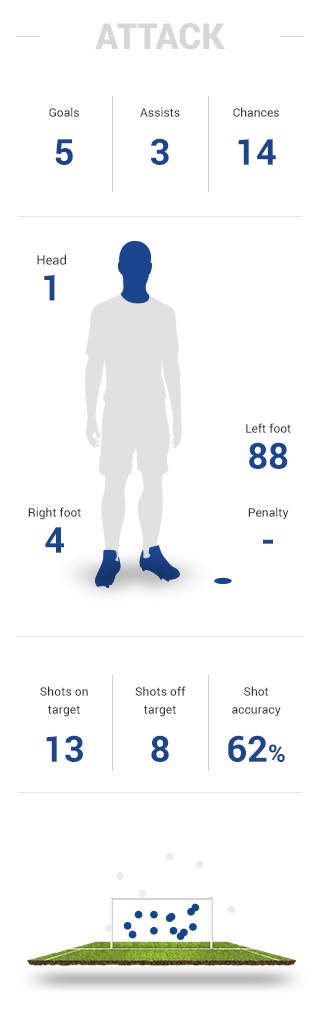 ATTACK
Goals
5
Assists
3
Chances
14
Head
1
Left foot
88
Right foot
4
Penalty
-
Shots on
target
13
Shots off
target
8
Shot
accuracy
62%